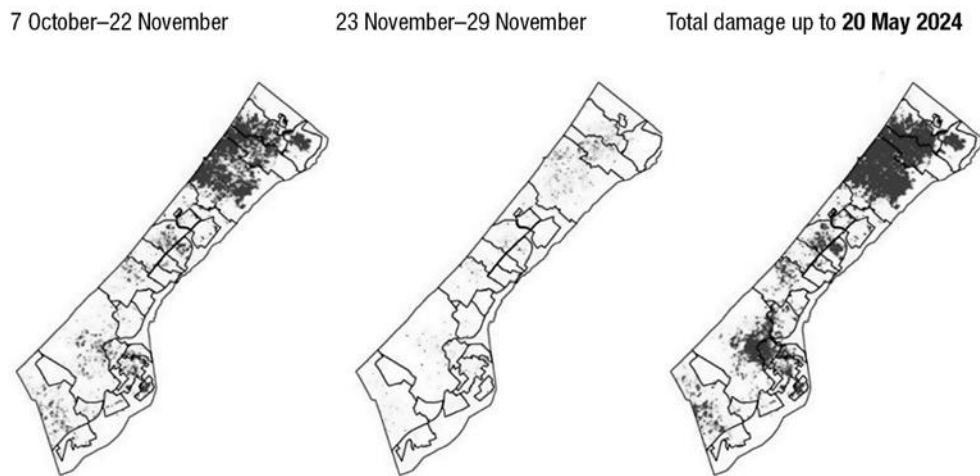 7 October–22 November
23 November–29 November
Total damage up to 20 May 2024